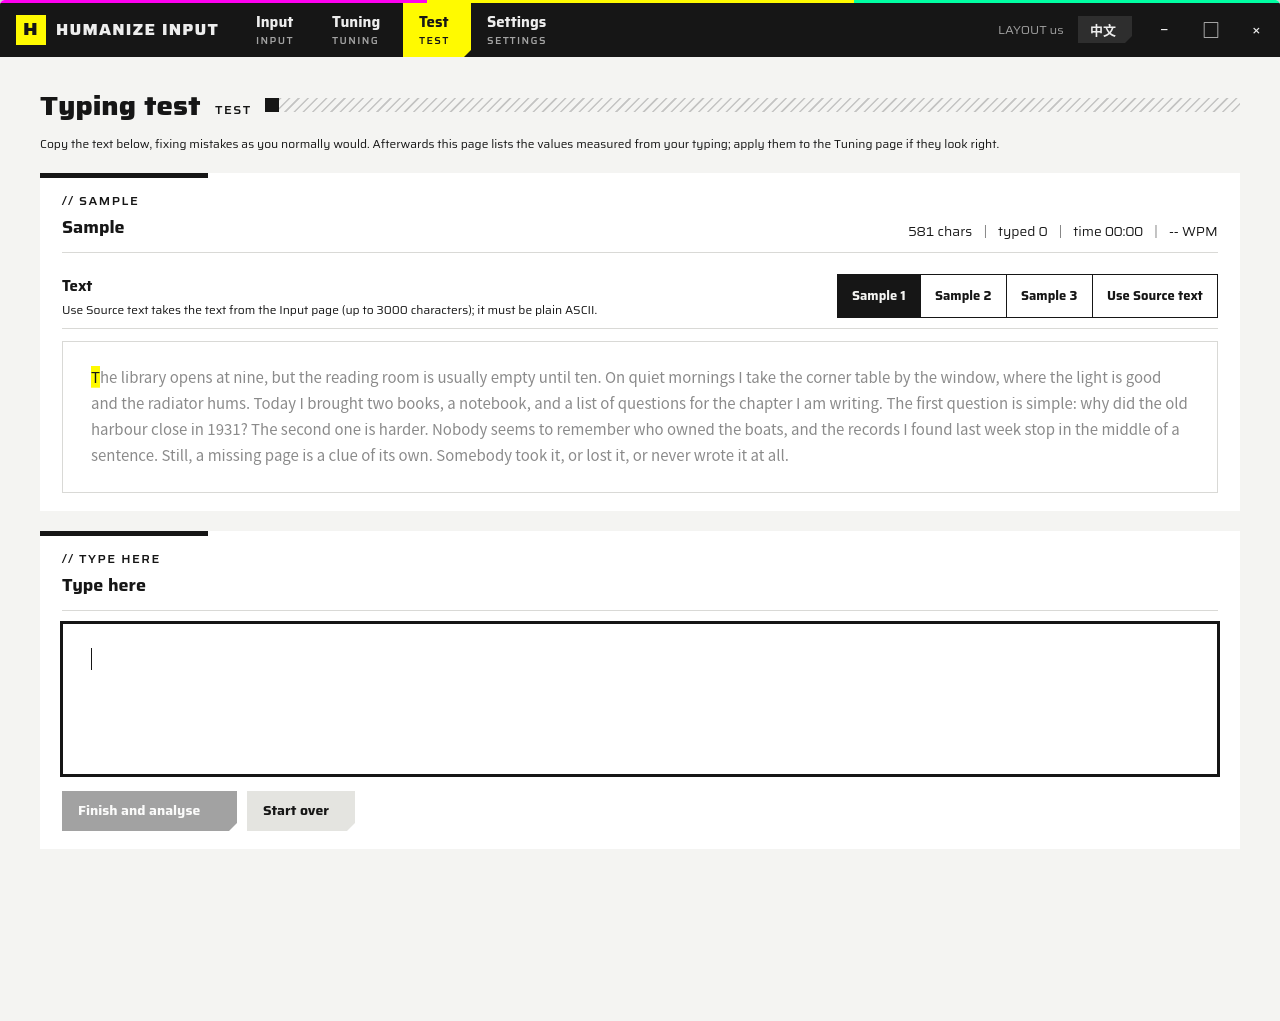 H HUMANIZE INPUT
Input
INPUT
Tuning
TUNING
Test
TEST
Settings
SETTINGS
LAYOUT us
中文
Typing test TEST
Copy the text below, fixing mistakes as you normally would. Afterwards this page lists the values measured from your typing; apply them to the Tuning page if they look right.
// SAMPLE
Sample
581 chars | typed 0 | time 00:00 | -- WPM
Text
Use Source text takes the text from the Input page (up to 3000 characters); it must be plain ASCII.
Sample 1
Sample 2
Sample 3
Use Source text
The library opens at nine, but the reading room is usually empty until ten. On quiet mornings I take the corner table by the window, where the light is good
and the radiator hums. Today I brought two books, a notebook, and a list of questions for the chapter I am writing. The first question is simple: why did the old
harbour close in 1931? The second one is harder. Nobody seems to remember who owned the boats, and the records I found last week stop in the middle of a
sentence. Still, a missing page is a clue of its own. Somebody took it, or lost it, or never wrote it at all.
// TYPE HERE
Type here
Finish and analyse
Start over